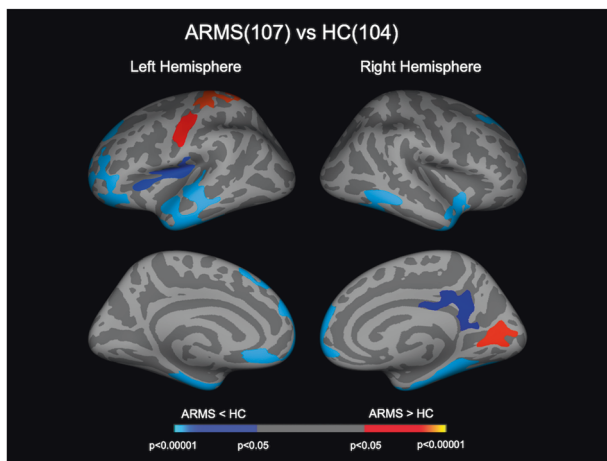 ARMS(107) vs HC(104)
Left Hemisphere Right Hemisphere
ARMS < HC ARMS > HC
p<0.00001 p<0.05 p<0.05 p<0.00001